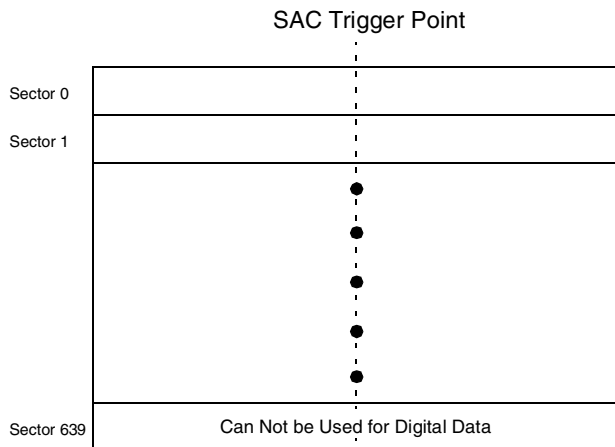 SAC Trigger Point
Sector 0
Sector 1
Sector 639
Can Not be Used for Digital Data